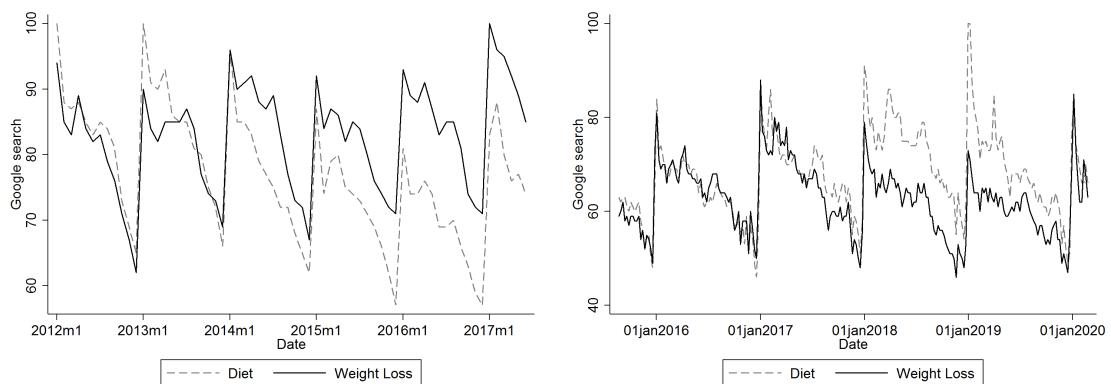 Google search
100
90
80
70
60
2012m1 2013m1 2014m1 2015m1 2016m1 2017m1
Date
Diet Weight Loss
Google search
100
80
60
40
01jan2016 01jan2017 01jan2018 01jan2019 01jan2020
Date
Diet Weight Loss